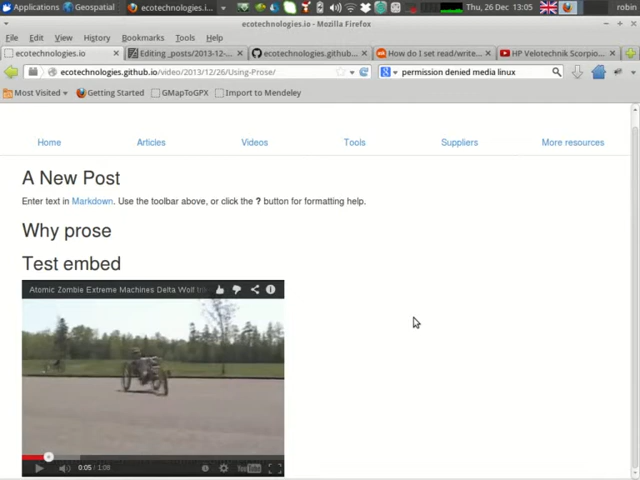 Applications Geospatial ecotechnologies.i... Thu, 26 Dec 13:05 robin
ecotechnologies.io - Mozilla Firefox
File Edit View History Bookmarks Tools Help
ecotechnologies.io Editing _posts/2013-12-... ecotechnologies.github... How do I set read/write... HP Velotechnik Scorpio...
ecotechnologies.github.io/video/2013/12/26/Using-Prose/ permission denied media linux
Most Visited Getting Started GMapToGPX Import to Mendeley
Home Articles Videos Tools Suppliers More resources
A New Post
Enter text in Markdown. Use the toolbar above, or click the ? button for formatting help.
Why prose
Test embed
Atomic Zombie Extreme Machines Delta Wolf
0:05 / 1:08 YouTube